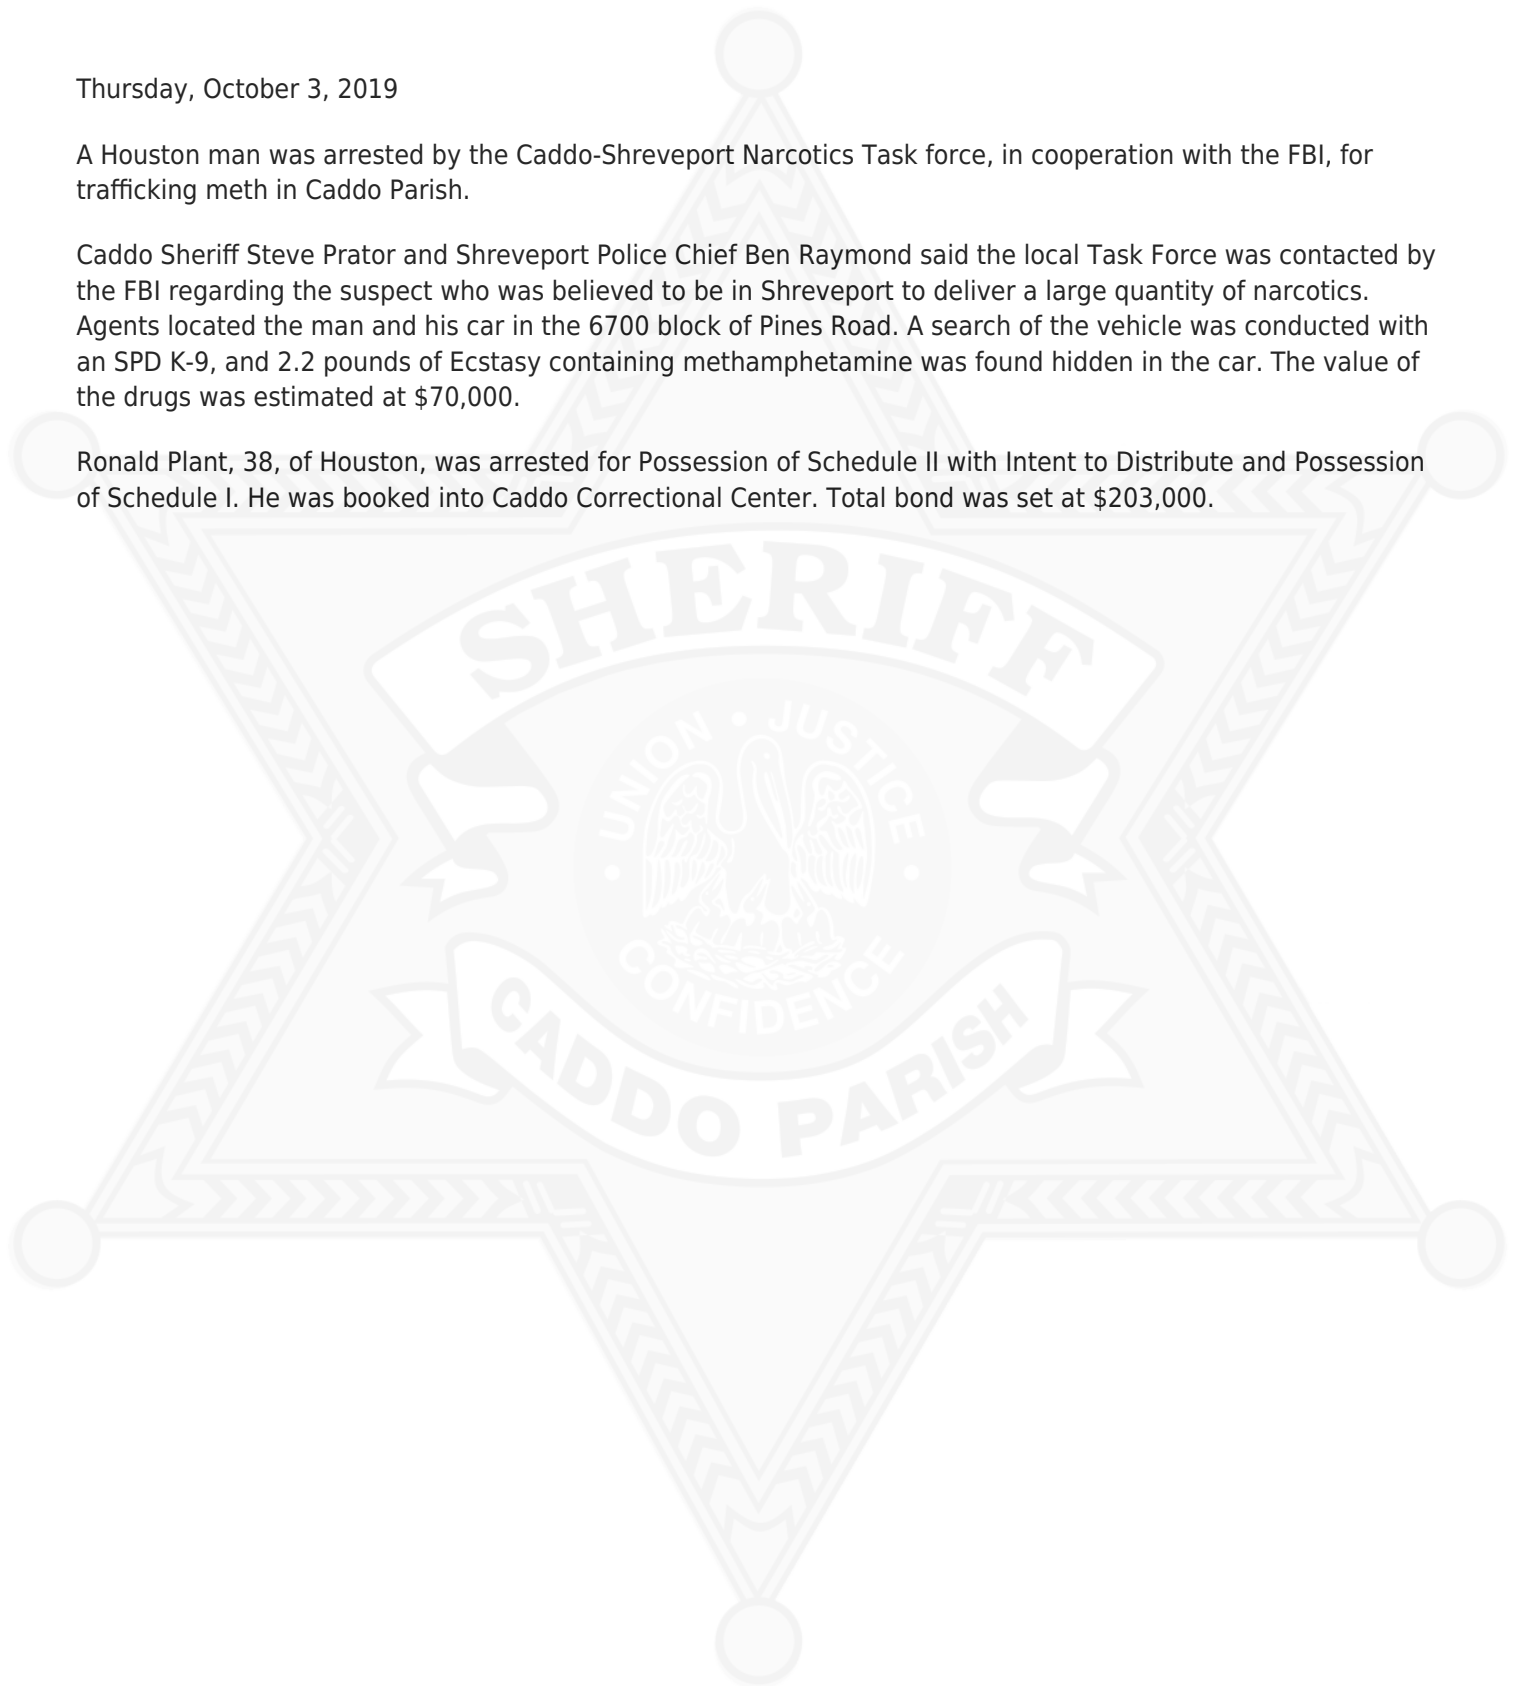 Thursday, October 3, 2019
A Houston man was arrested by the Caddo-Shreveport Narcotics Task force, in cooperation with the FBI, for
trafficking meth in Caddo Parish.
Caddo Sheriff Steve Prator and Shreveport Police Chief Ben Raymond said the local Task Force was contacted by
the FBI regarding the suspect who was believed to be in Shreveport to deliver a large quantity of narcotics.
Agents located the man and his car in the 6700 block of Pines Road. A search of the vehicle was conducted with
an SPD K-9, and 2.2 pounds of Ecstasy containing methamphetamine was found hidden in the car. The value of
the drugs was estimated at $70,000.
Ronald Plant, 38, of Houston, was arrested for Possession of Schedule II with Intent to Distribute and Possession
of Schedule I. He was booked into Caddo Correctional Center. Total bond was set at $203,000.
SHERIFF
UNION • JUSTICE
• CONFIDENCE •
CADDO PARISH